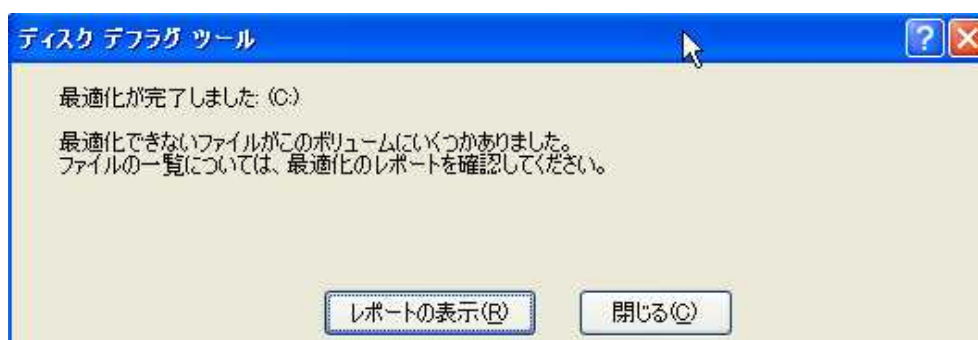 ディスク デフラグ ツール
最適化が完了しました: (C:)
最適化できないファイルがこのボリュームにいくつかありました。
ファイルの一覧については、最適化のレポートを確認してください。
レポートの表示(R) 閉じる(C)